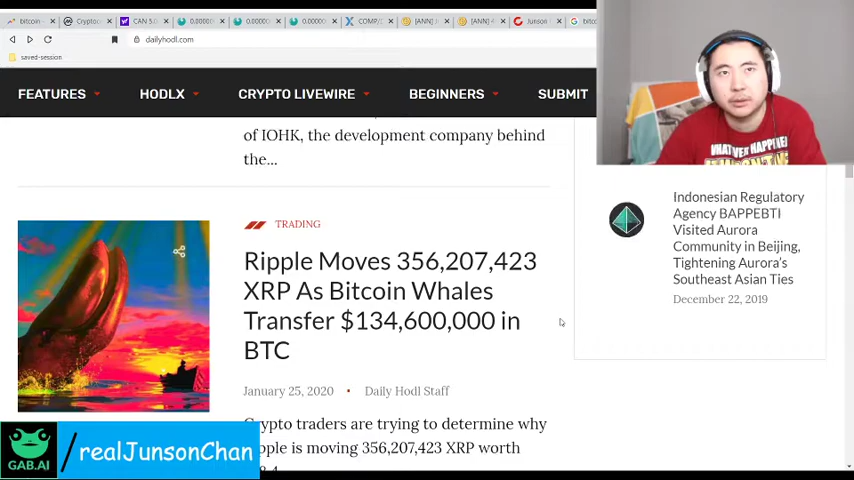 bitcoin -
Cryptoc
CAN 5.0
0.00000
0.00000
0.00000
COMP/
[ANN]
[ANN]
Junson
bitc
dailyhodl.com
saved-session
FEATURES HODLX CRYPTO LIVEWIRE BEGINNERS SUBMIT
of IOHK, the development company behind
the...
TRADING
Ripple Moves 356,207,423
XRP As Bitcoin Whales
Transfer $134,600,000 in
BTC
January 25, 2020 • Daily Hodl Staff
Crypto traders are trying to determine why
pple is moving 356,207,423 XRP worth
Indonesian Regulatory
Agency BAPPEBTI
Visited Aurora
Community in Beijing,
Tightening Aurora's
Southeast Asian Ties
December 22, 2019
GAB.AI
/realJunsonChan